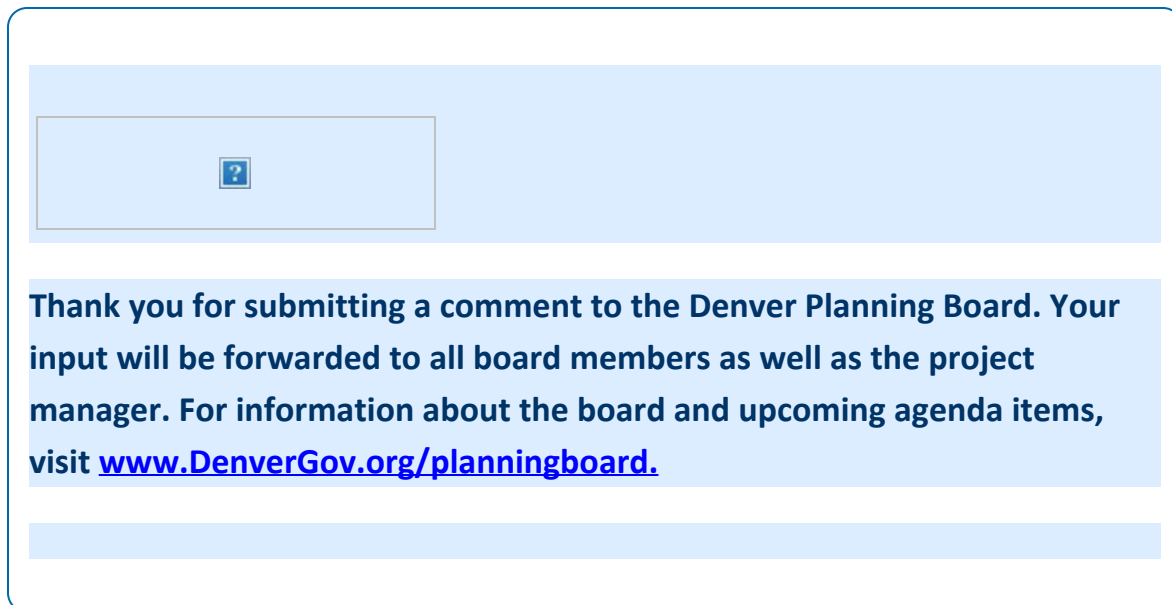 Thank you for submitting a comment to the Denver Planning Board. Your
input will be forwarded to all board members as well as the project
manager. For information about the board and upcoming agenda items,
visit www.DenverGov.org/planningboard.